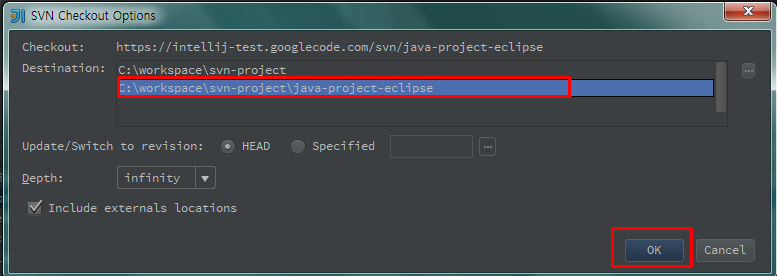 SVN Checkout Options
Checkout: https://intellij-test.googlecode.com/svn/java-project-eclipse
Destination: C:\workspace\svn-project
C:\workspace\svn-project\java-project-eclipse
Update/Switch to revision: HEAD Specified
Depth: infinity
Include externals locations
OK Cancel